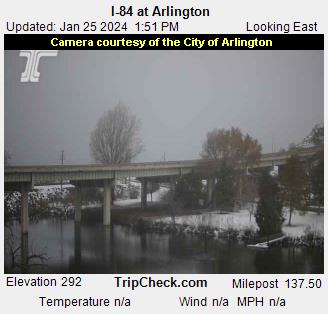 I-84 at Arlington
Updated: Jan 25 2024 1:51 PM Looking East
Camera courtesy of the City of Arlington
Elevation 292 TripCheck.com Milepost 137.50
Temperature n/a Wind n/a MPH n/a